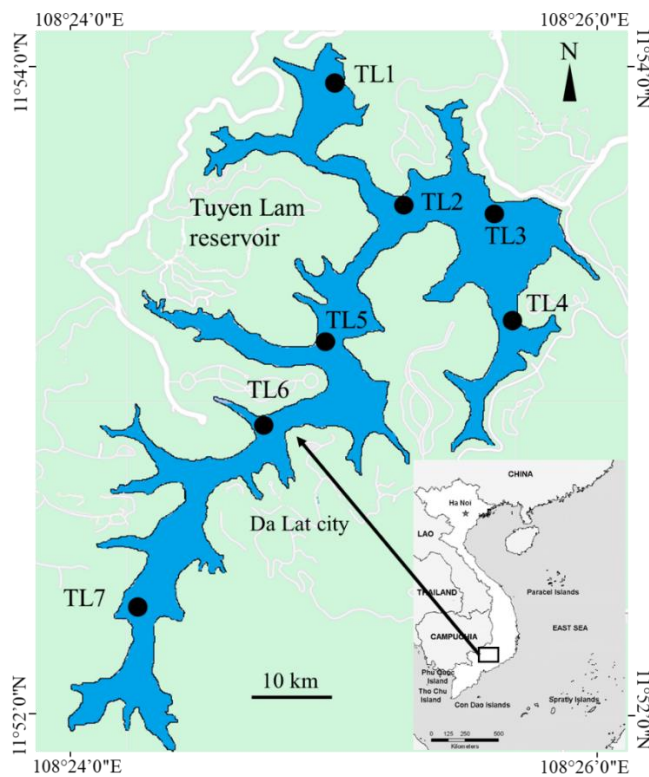 108°24'0"E
108°26'0"E
11°54'0"N
11°54'0"N
N
TL1
TL2
TL3
Tuyen Lam
reservoir
TL4
TL5
TL6
Da Lat city
TL7
10 km
CHINA
Ha Noi
LAO
THAILAND
Paracel Islands
CAMPUCHIA
EAST SEA
Phu Quoc
Island
Tho Chu
Island
Con Dao Islands
Spratly Islands
0 125 250 500
Kilometers
11°52'0"N
11°52'0"N
108°24'0"E
108°26'0"E